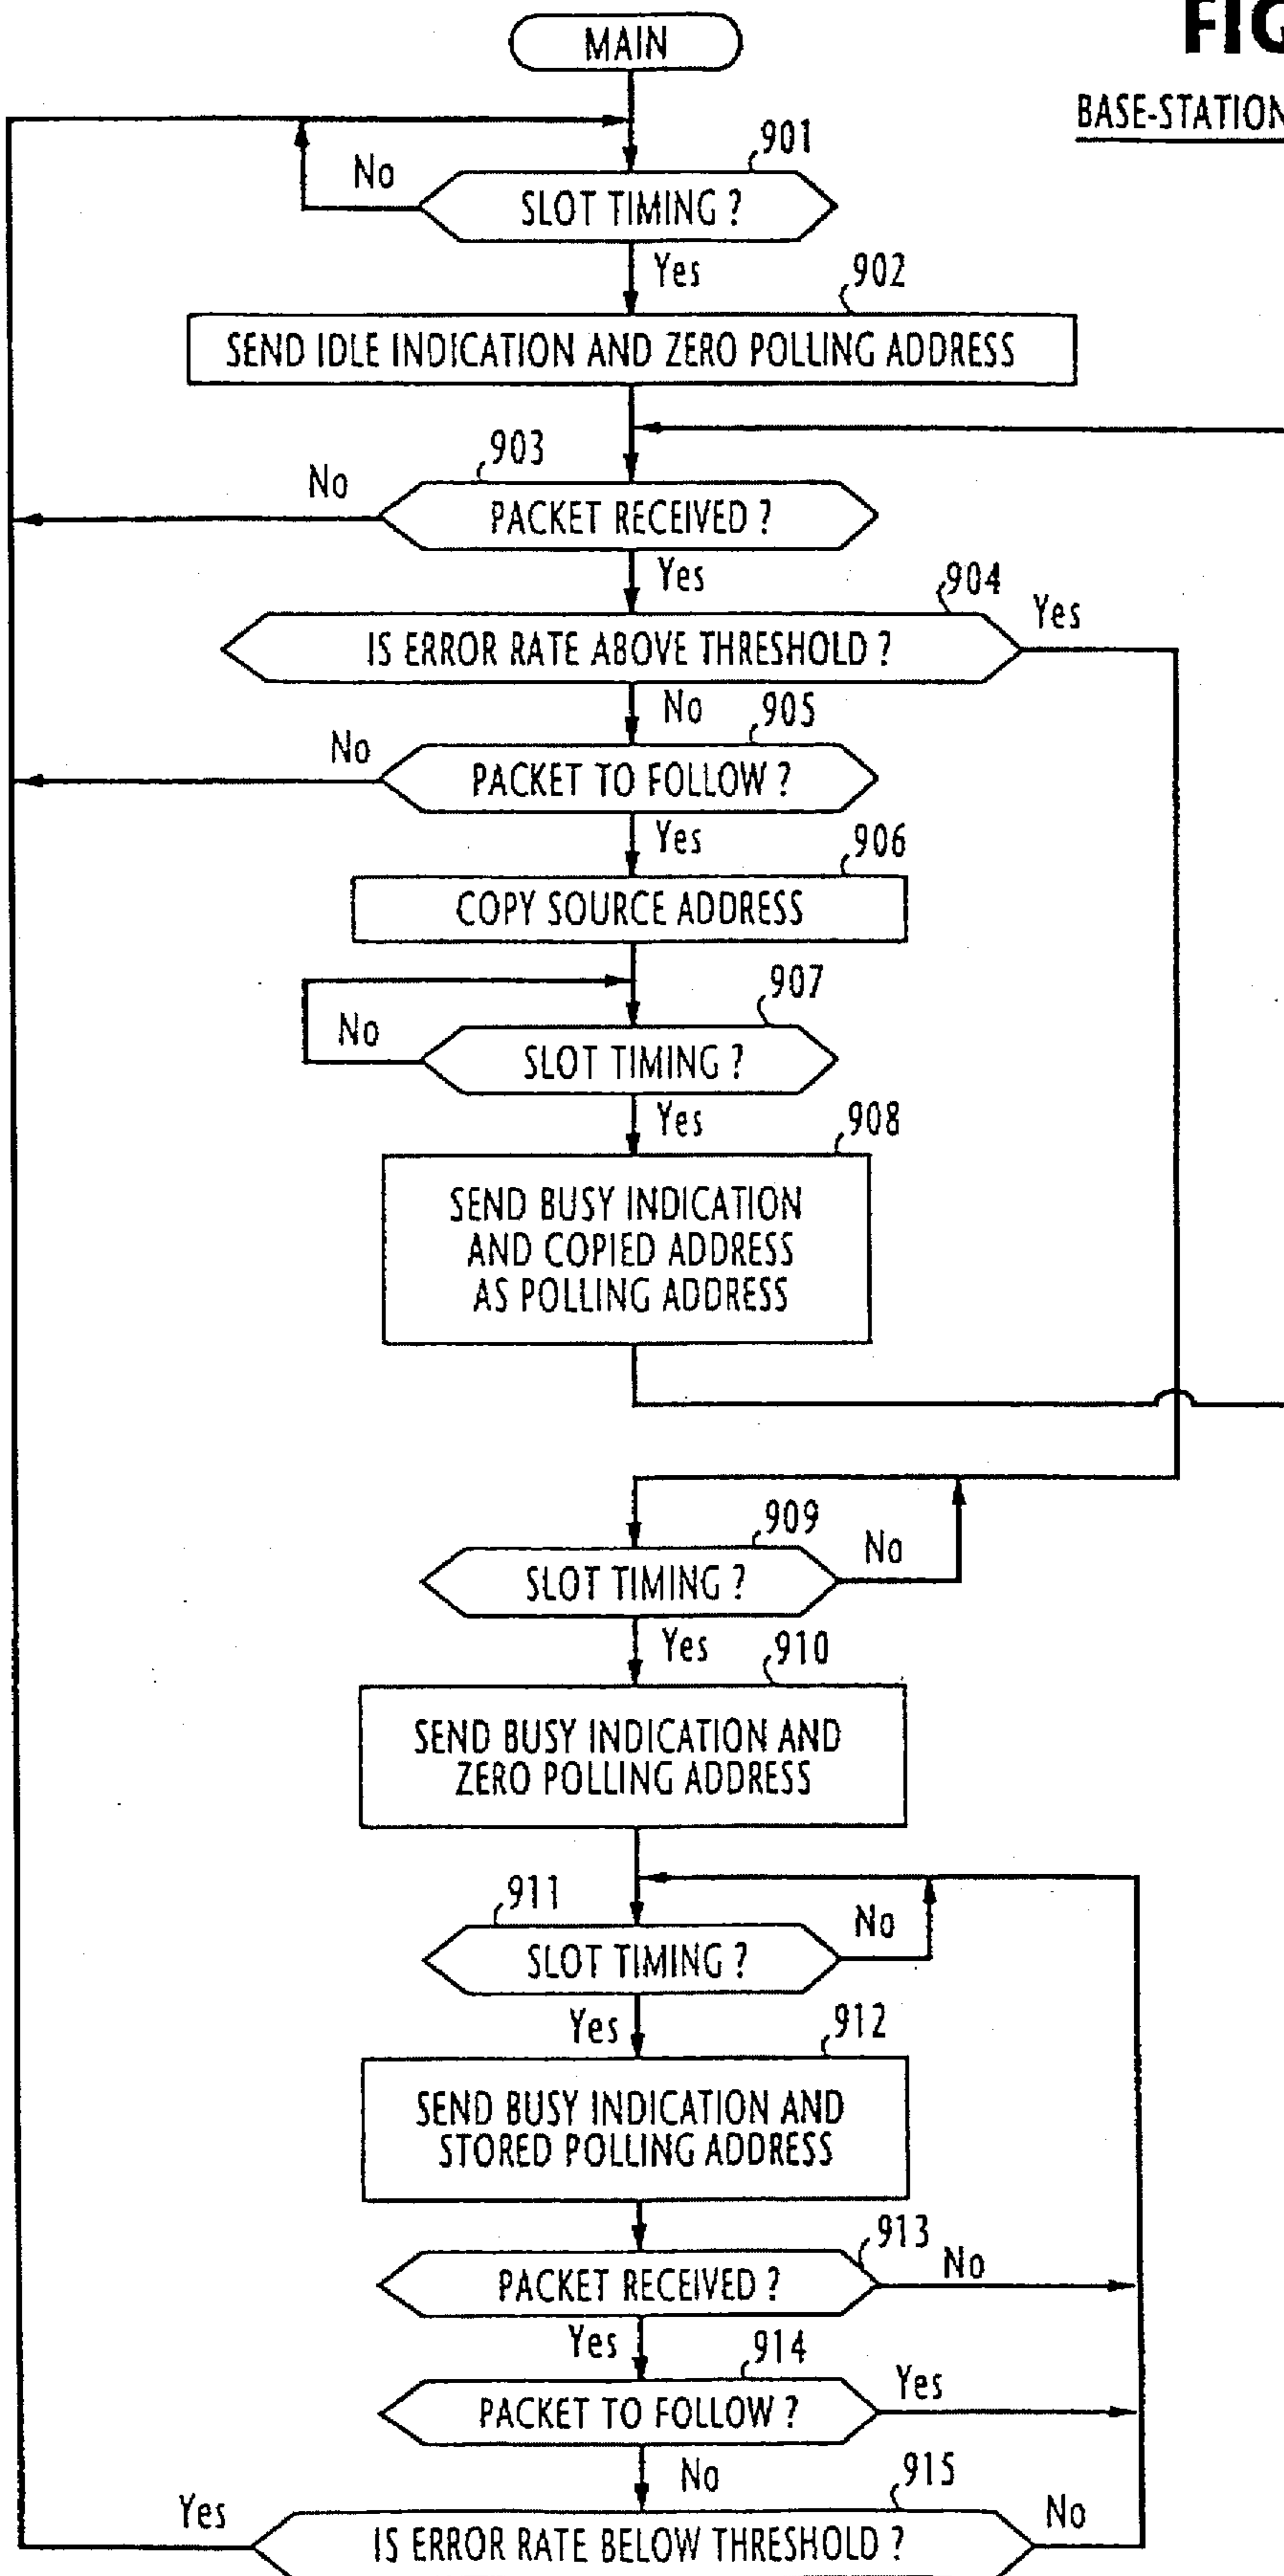 FIG
MAIN
BASE-STATION
901
No
SLOT TIMING ?
Yes
902
SEND IDLE INDICATION AND ZERO POLLING ADDRESS
903
No
PACKET RECEIVED ?
Yes
904
Yes
IS ERROR RATE ABOVE THRESHOLD ?
No
905
No
PACKET TO FOLLOW ?
Yes
906
COPY SOURCE ADDRESS
907
No
SLOT TIMING ?
Yes
908
SEND BUSY INDICATION
AND COPIED ADDRESS
AS POLLING ADDRESS
909
No
SLOT TIMING ?
Yes
910
SEND BUSY INDICATION AND
ZERO POLLING ADDRESS
911
No
SLOT TIMING ?
Yes
912
SEND BUSY INDICATION AND
STORED POLLING ADDRESS
913
No
PACKET RECEIVED ?
Yes
914
Yes
PACKET TO FOLLOW ?
No
915
Yes
No
IS ERROR RATE BELOW THRESHOLD ?